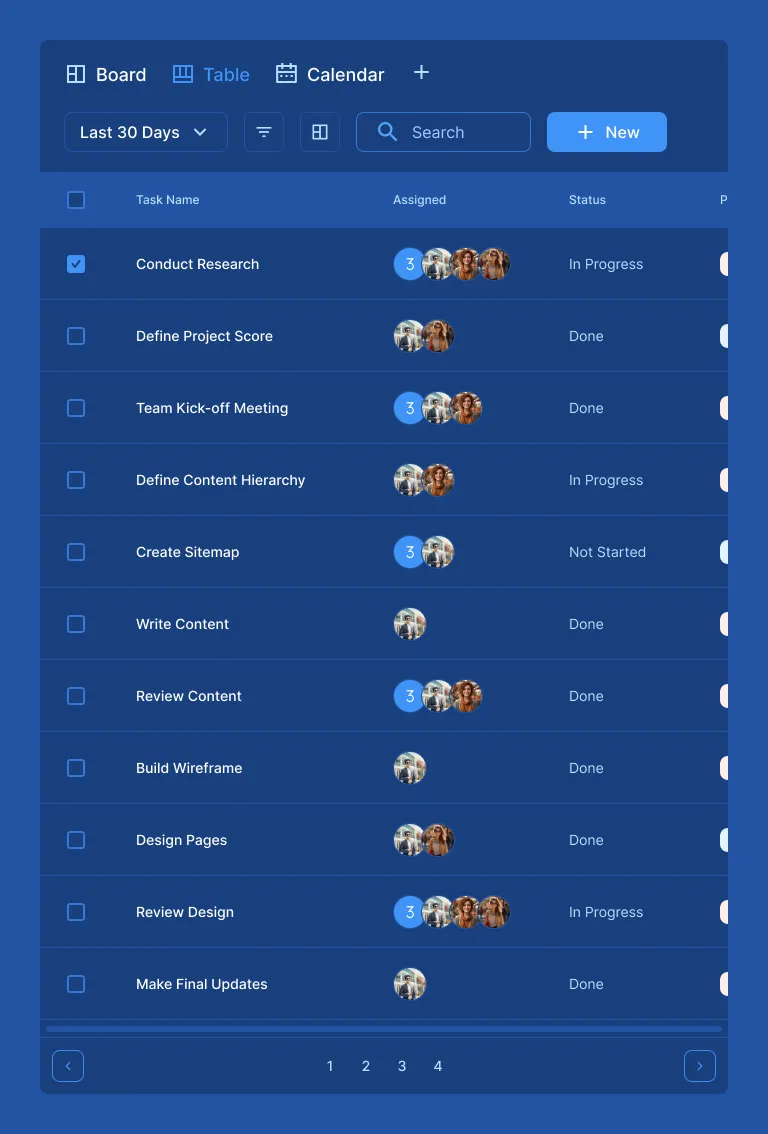 Board Table Calendar
Last 30 Days Search New
Task Name Assigned Status P
Conduct Research 3 In Progress
Define Project Score Done
Team Kick-off Meeting 3 Done
Define Content Hierarchy In Progress
Create Sitemap 3 Not Started
Write Content Done
Review Content 3 Done
Build Wireframe Done
Design Pages Done
Review Design 3 In Progress
Make Final Updates Done
1 2 3 4